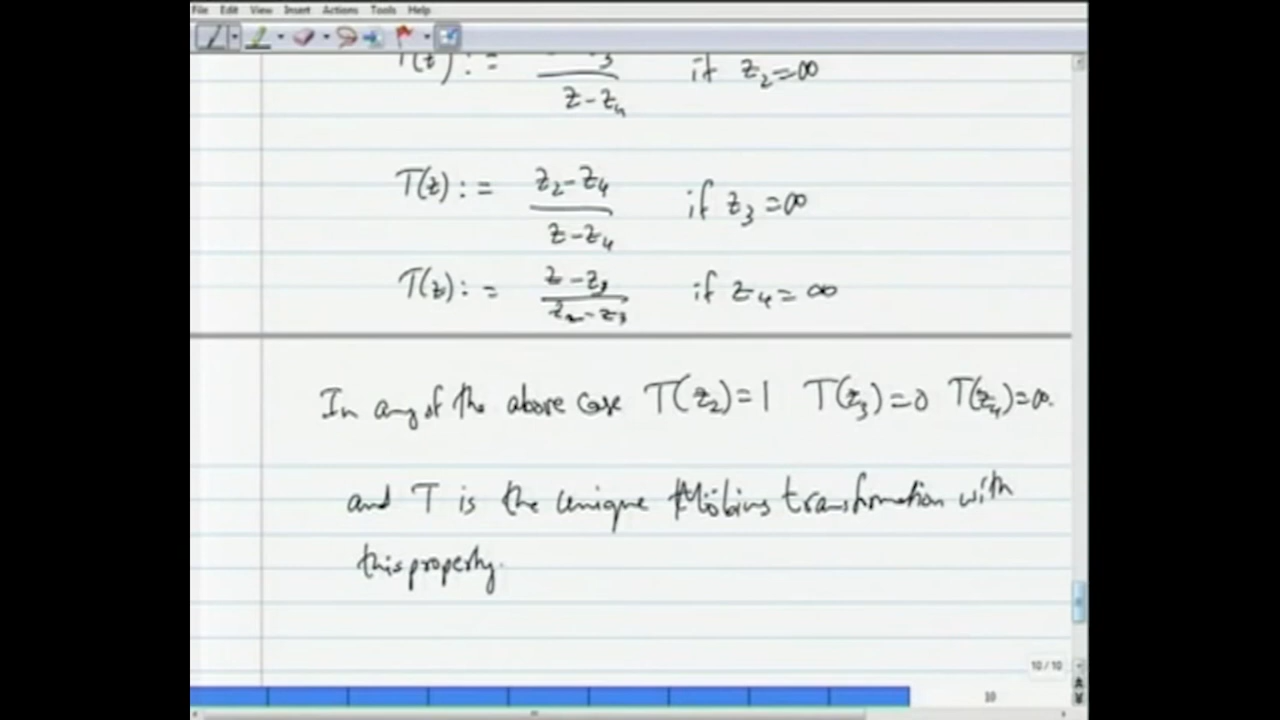 File Edit View Insert Actions Tools Help
T(z) := z-z3 / z-z4 if z2=∞
T(z) := z2-z4 / z-z4 if z3=∞
T(z) := z-z3 / z2-z3 if z4=∞
In any of the above case T(z2)=1 T(z3)=0 T(z4)=∞.
and T is the unique Möbius transformation with
this property.
10/10
10